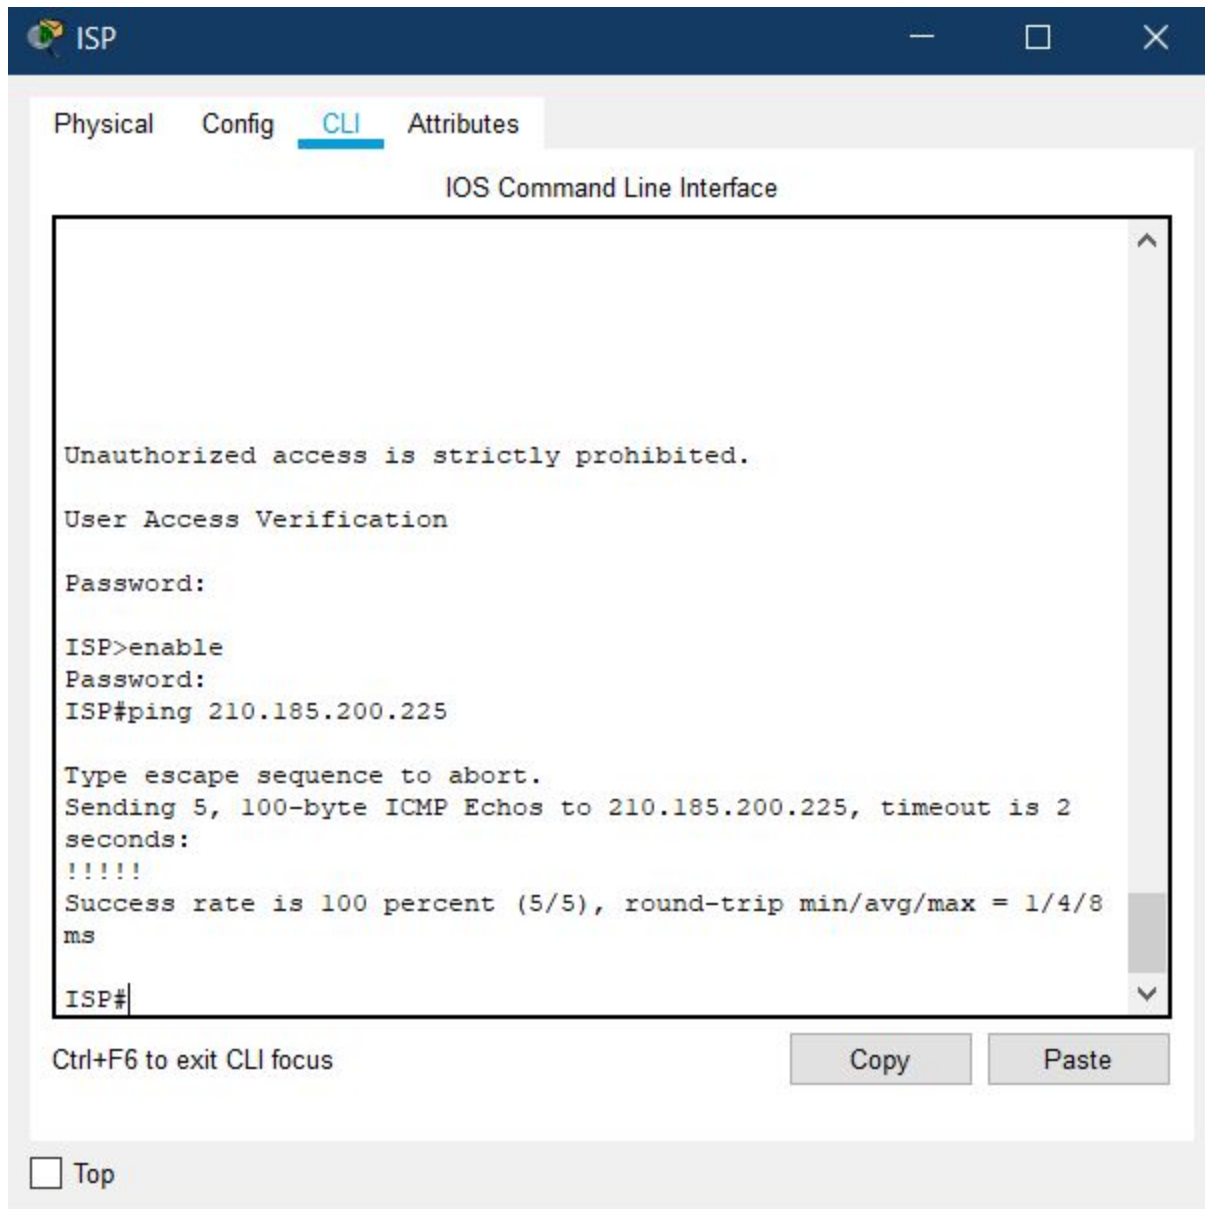 ISP
Physical Config CLI Attributes
IOS Command Line Interface
Unauthorized access is strictly prohibited.
User Access Verification
Password:
ISP>enable
Password:
ISP#ping 210.185.200.225
Type escape sequence to abort.
Sending 5, 100-byte ICMP Echos to 210.185.200.225, timeout is 2
seconds:
!!!!!
Success rate is 100 percent (5/5), round-trip min/avg/max = 1/4/8
ms
ISP#
Ctrl+F6 to exit CLI focus Copy Paste
Top